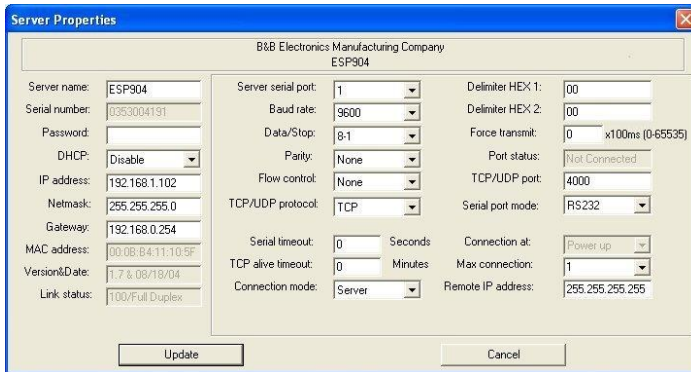 Server Properties
B&B Electronics Manufacturing Company
ESP904
Server name: ESP904
Serial number: 0353004191
Password:
DHCP: Disable
IP address: 192.168.1.102
Netmask: 255.255.255.0
Gateway: 192.168.0.254
MAC address: 00:0B:B4:11:10:5F
Version&Date: 1.7 & 08/18/04
Link status: 100/Full Duplex
Server serial port: 1
Baud rate: 9600
Data/Stop: 8-1
Parity: None
Flow control: None
TCP/UDP protocol: TCP
Serial timeout: 0 Seconds
TCP alive timeout: 0 Minutes
Connection mode: Server
Delimiter HEX 1: 00
Delimiter HEX 2: 00
Force transmit: 0 x100ms (0-65535)
Port status: Not Connected
TCP/UDP port: 4000
Serial port mode: RS232
Connection at: Power up
Max connection: 1
Remote IP address: 255.255.255.255
Update
Cancel